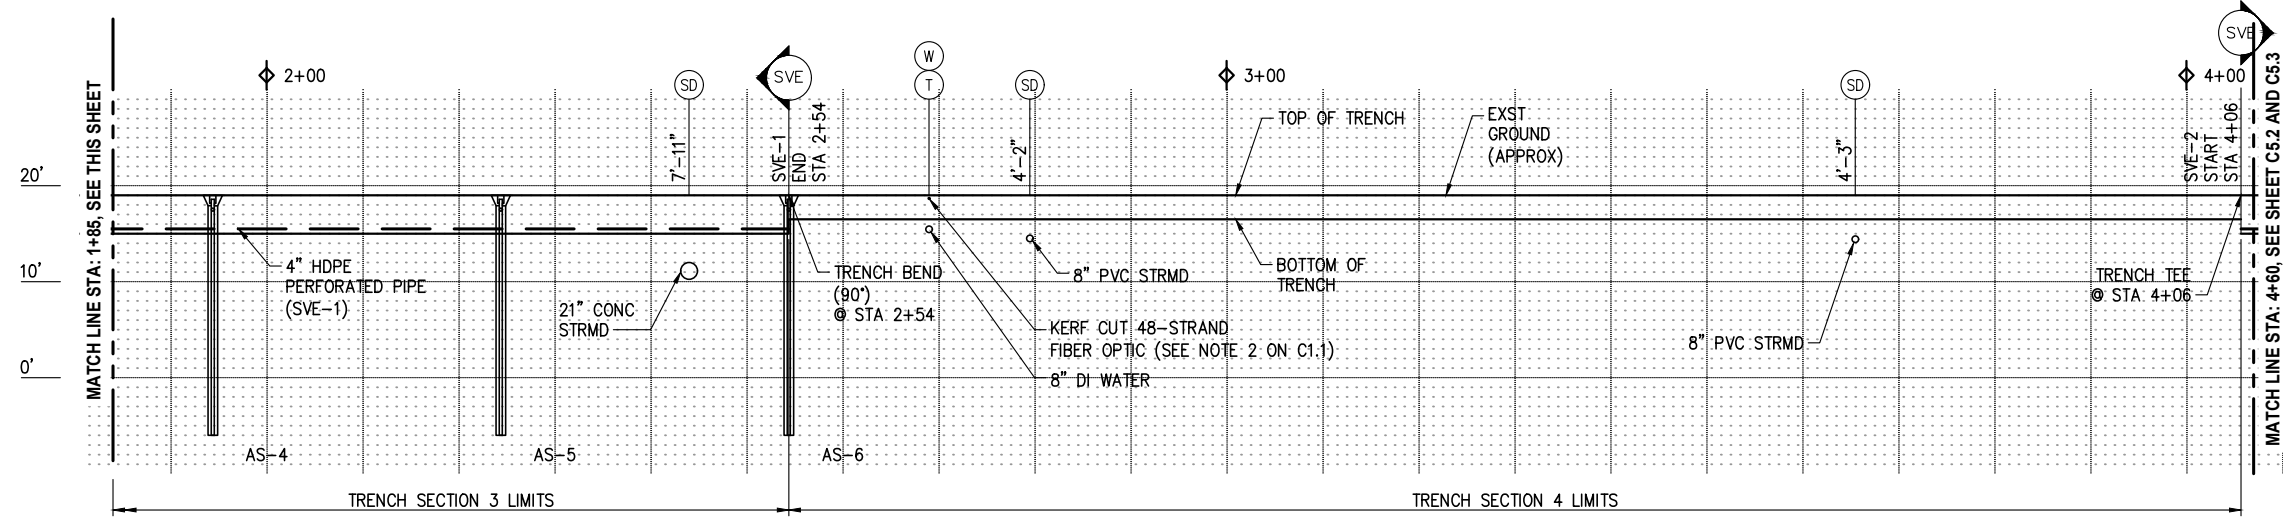 MATCH LINE STA: 1+85, SEE THIS SHEET
20'
10'
0'
2+00
SD
7'-11"
SVE
SVE-1
END
STA 2+54
W
T
SD
4'-2"
3+00
TOP OF TRENCH
EXST
GROUND
(APPROX)
SD
4'-3"
4+00
SVE
SVE-2
START
STA 4+06
MATCH LINE STA: 4+60, SEE SHEET C5.2 AND C5.3
4" HDPE
PERFORATED PIPE
(SVE-1)
21" CONC
STRMD
TRENCH BEND
(90°)
@ STA 2+54
8" PVC STRMD
KERF CUT 48-STRAND
FIBER OPTIC (SEE NOTE 2 ON C1.1)
8" DI WATER
BOTTOM OF
TRENCH
8" PVC STRMD
TRENCH TEE
@ STA 4+06
AS-4
AS-5
AS-6
TRENCH SECTION 3 LIMITS
TRENCH SECTION 4 LIMITS